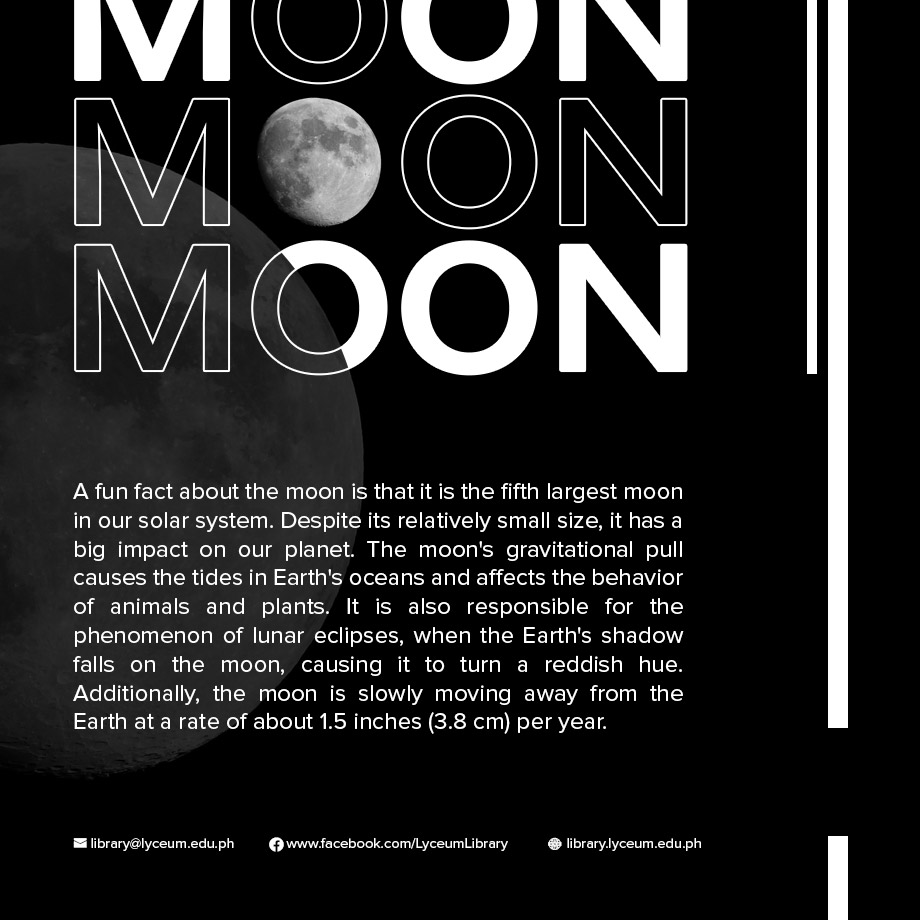 MOON
MOON
MOON
A fun fact about the moon is that it is the fifth largest moon
in our solar system. Despite its relatively small size, it has a
big impact on our planet. The moon's gravitational pull
causes the tides in Earth's oceans and affects the behavior
of animals and plants. It is also responsible for the
phenomenon of lunar eclipses, when the Earth's shadow
falls on the moon, causing it to turn a reddish hue.
Additionally, the moon is slowly moving away from the
Earth at a rate of about 1.5 inches (3.8 cm) per year.
library@lyceum.edu.ph www.facebook.com/LyceumLibrary library.lyceum.edu.ph